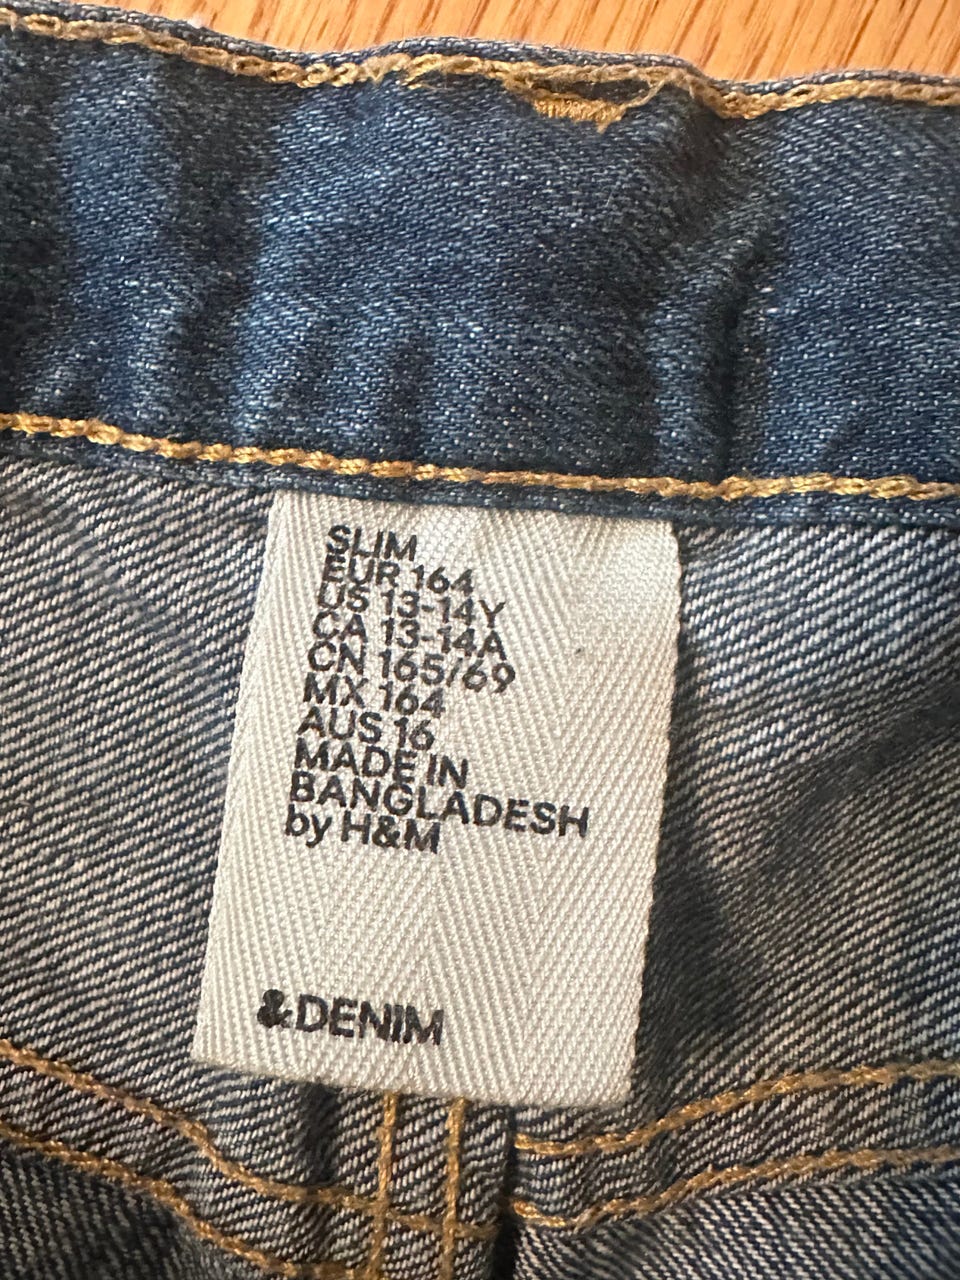 SLIM
EUR 164
US 13-14Y
CA 13-14A
CN 165/69
MX 164
AUS 16
MADE IN
BANGLADESH
by H&M
&DENIM